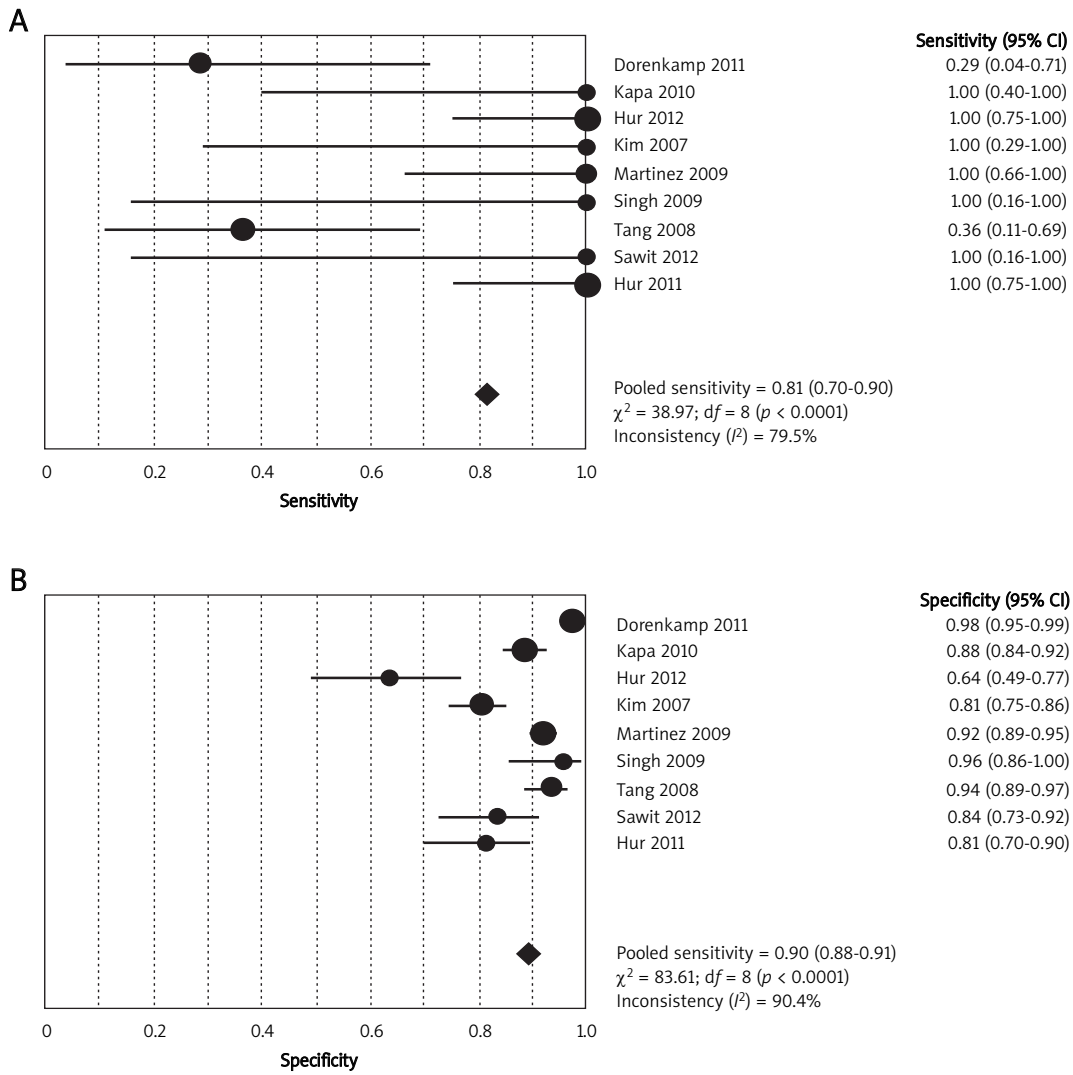 A
Sensitivity (95% CI)
Dorenkamp 2011 0.29 (0.04-0.71)
Kapa 2010 1.00 (0.40-1.00)
Hur 2012 1.00 (0.75-1.00)
Kim 2007 1.00 (0.29-1.00)
Martinez 2009 1.00 (0.66-1.00)
Singh 2009 1.00 (0.16-1.00)
Tang 2008 0.36 (0.11-0.69)
Sawit 2012 1.00 (0.16-1.00)
Hur 2011 1.00 (0.75-1.00)
Pooled sensitivity = 0.81 (0.70-0.90)
χ² = 38.97; df = 8 (p < 0.0001)
Inconsistency (I²) = 79.5%
0 0.2 0.4 0.6 0.8 1.0
Sensitivity
B
Specificity (95% CI)
Dorenkamp 2011 0.98 (0.95-0.99)
Kapa 2010 0.88 (0.84-0.92)
Hur 2012 0.64 (0.49-0.77)
Kim 2007 0.81 (0.75-0.86)
Martinez 2009 0.92 (0.89-0.95)
Singh 2009 0.96 (0.86-1.00)
Tang 2008 0.94 (0.89-0.97)
Sawit 2012 0.84 (0.73-0.92)
Hur 2011 0.81 (0.70-0.90)
Pooled sensitivity = 0.90 (0.88-0.91)
χ² = 83.61; df = 8 (p < 0.0001)
Inconsistency (I²) = 90.4%
0 0.2 0.4 0.6 0.8 1.0
Specificity